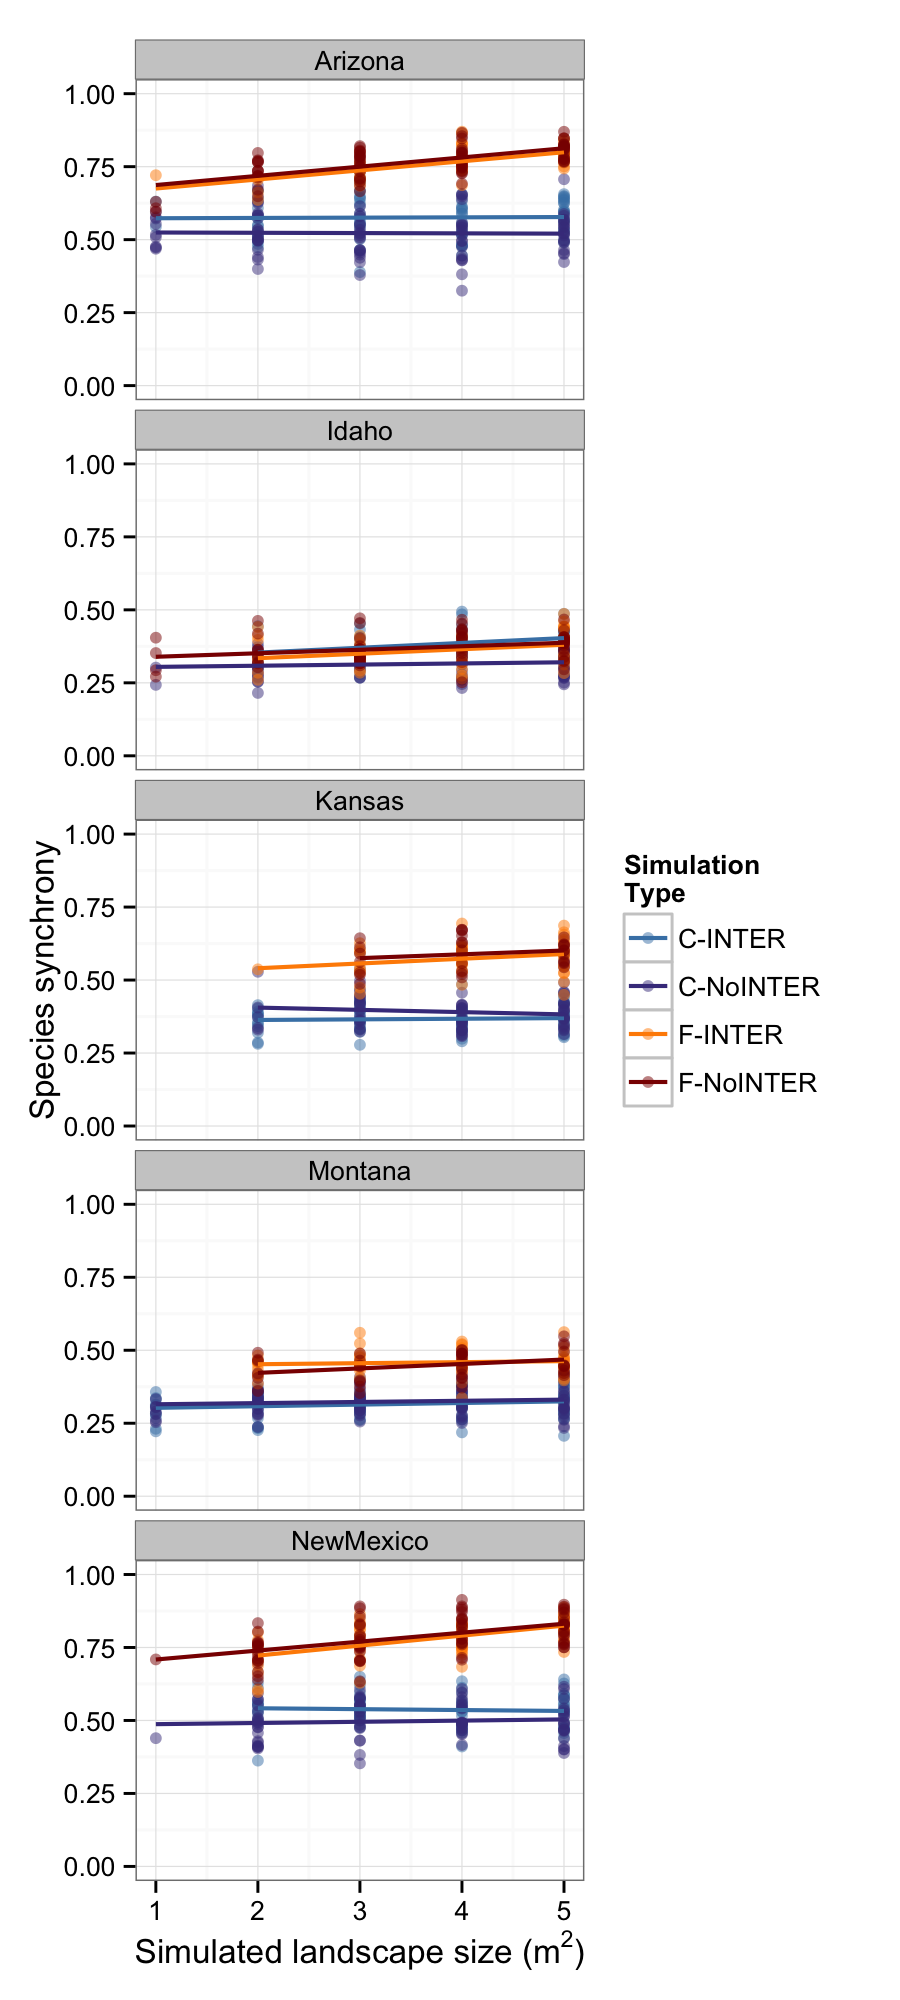 Arizona
1.00
0.75
0.50
0.25
0.00
Idaho
1.00
0.75
0.50
0.25
0.00
Kansas
1.00
0.75
0.50
0.25
0.00
Montana
1.00
0.75
0.50
0.25
0.00
NewMexico
1.00
0.75
0.50
0.25
0.00
1 2 3 4 5
Simulated landscape size (m²)
Species synchrony
Simulation
Type
C-INTER
C-NoINTER
F-INTER
F-NoINTER